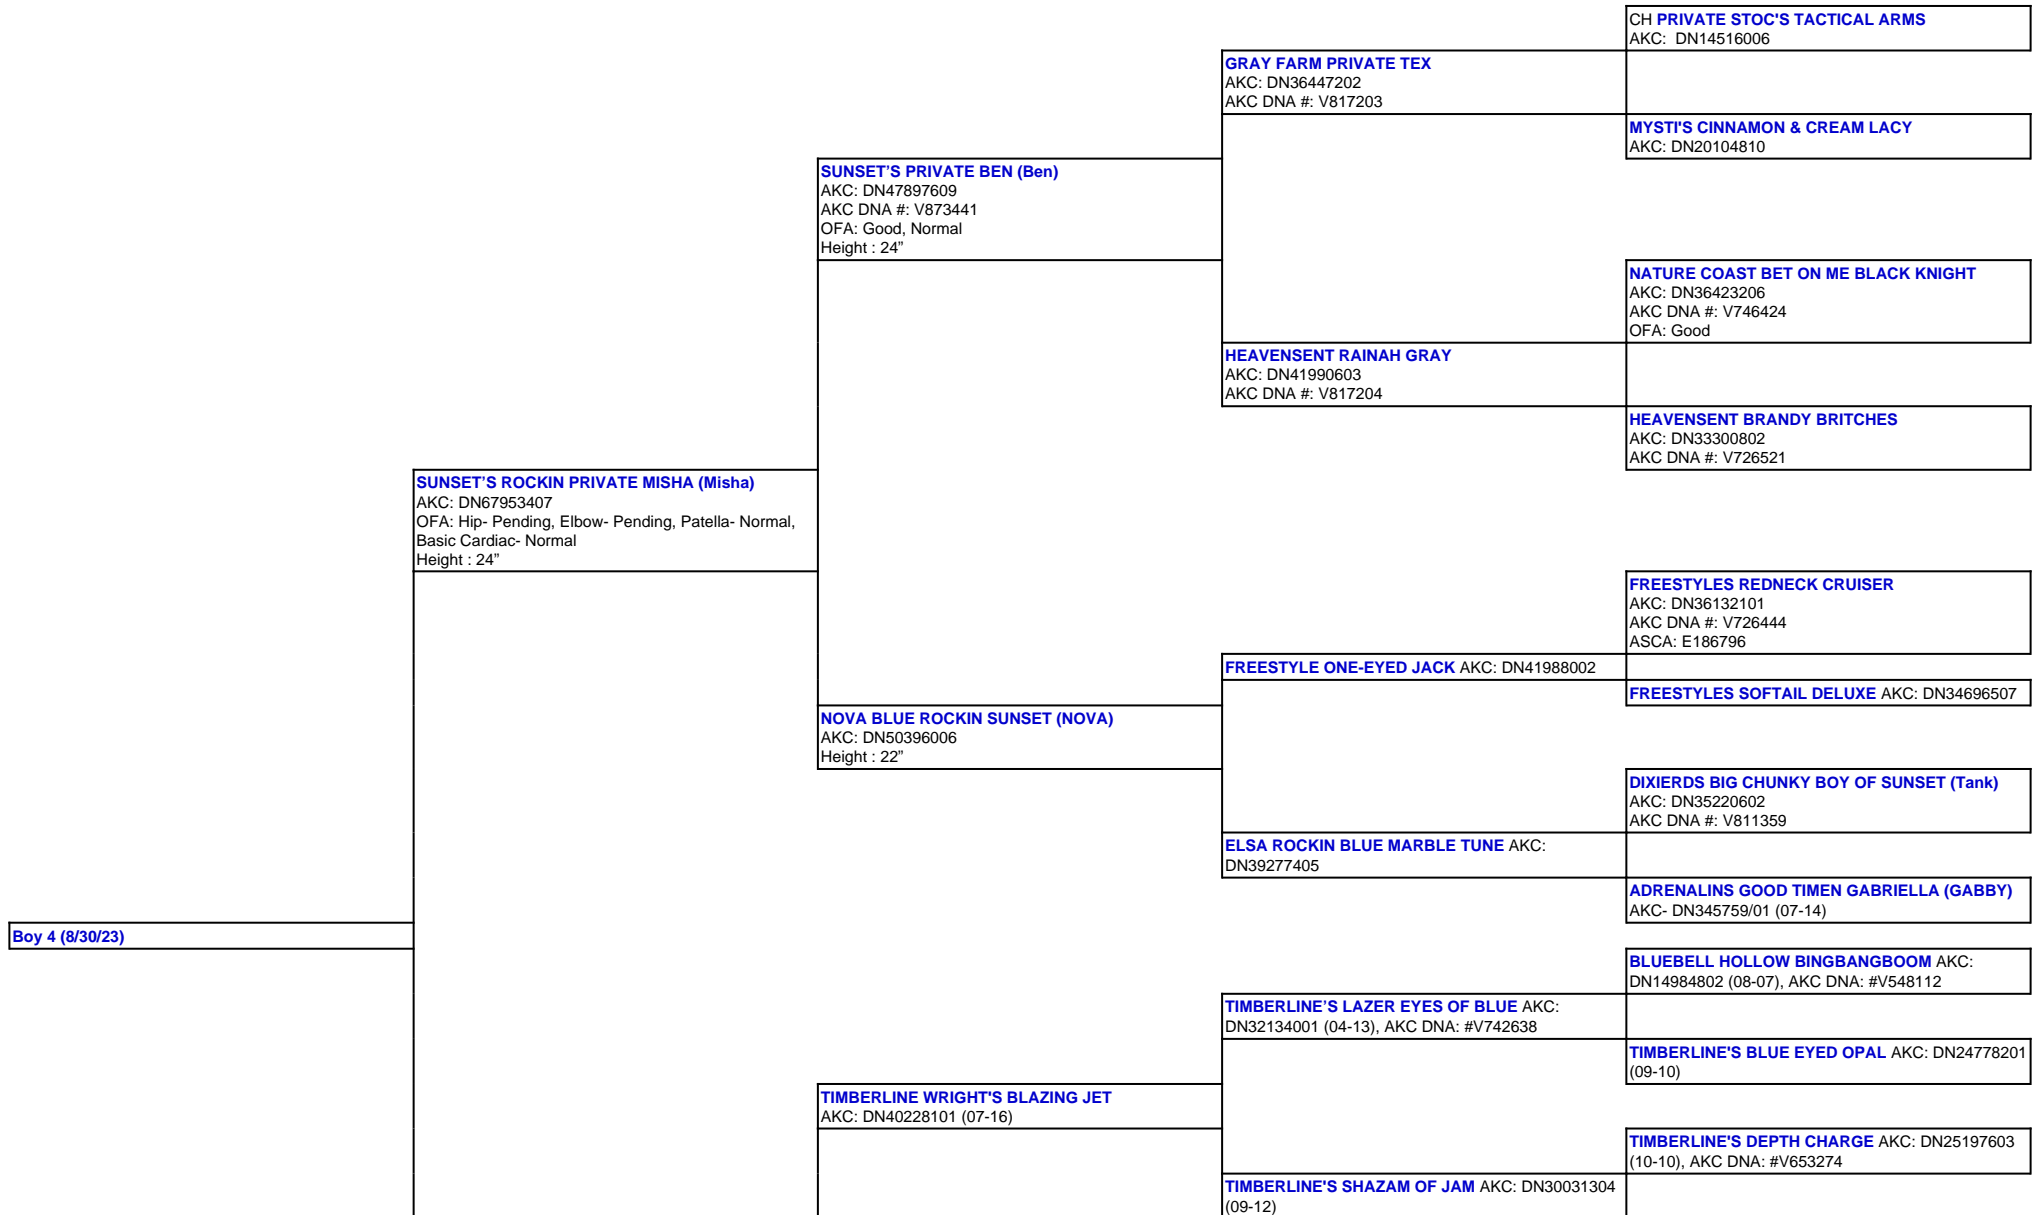 CH PRIVATE STOC'S TACTICAL ARMS
AKC:  DN14516006
GRAY FARM PRIVATE TEX
AKC: DN36447202
AKC DNA #: V817203
MYSTI'S CINNAMON & CREAM LACY
AKC: DN20104810
SUNSET’S PRIVATE BEN (Ben)
AKC: DN47897609
AKC DNA #: V873441
OFA: Good, Normal
Height : 24”
NATURE COAST BET ON ME BLACK KNIGHT
AKC: DN36423206
AKC DNA #: V746424
OFA: Good
HEAVENSENT RAINAH GRAY
AKC: DN41990603
AKC DNA #: V817204
HEAVENSENT BRANDY BRITCHES
AKC: DN33300802
AKC DNA #: V726521
SUNSET’S ROCKIN PRIVATE MISHA (Misha)
AKC: DN67953407
OFA: Hip- Pending, Elbow- Pending, Patella- Normal,
Basic Cardiac- Normal
Height : 24”
FREESTYLES REDNECK CRUISER
AKC: DN36132101
AKC DNA #: V726444
ASCA: E186796
FREESTYLE ONE-EYED JACK AKC: DN41988002
FREESTYLES SOFTAIL DELUXE AKC: DN34696507
NOVA BLUE ROCKIN SUNSET (NOVA)
AKC: DN50396006
Height : 22”
DIXIERDS BIG CHUNKY BOY OF SUNSET (Tank)
AKC: DN35220602
AKC DNA #: V811359
ELSA ROCKIN BLUE MARBLE TUNE AKC:
DN39277405
ADRENALINS GOOD TIMEN GABRIELLA (GABBY)
AKC- DN345759/01 (07-14)
Boy 4 (8/30/23)
BLUEBELL HOLLOW BINGBANGBOOM AKC:
DN14984802 (08-07), AKC DNA: #V548112
TIMBERLINE’S LAZER EYES OF BLUE AKC:
DN32134001 (04-13), AKC DNA: #V742638
TIMBERLINE'S BLUE EYED OPAL AKC: DN24778201
(09-10)
TIMBERLINE WRIGHT'S BLAZING JET
AKC: DN40228101 (07-16)
TIMBERLINE'S DEPTH CHARGE AKC: DN25197603
(10-10), AKC DNA: #V653274
TIMBERLINE'S SHAZAM OF JAM AKC: DN30031304
(09-12)